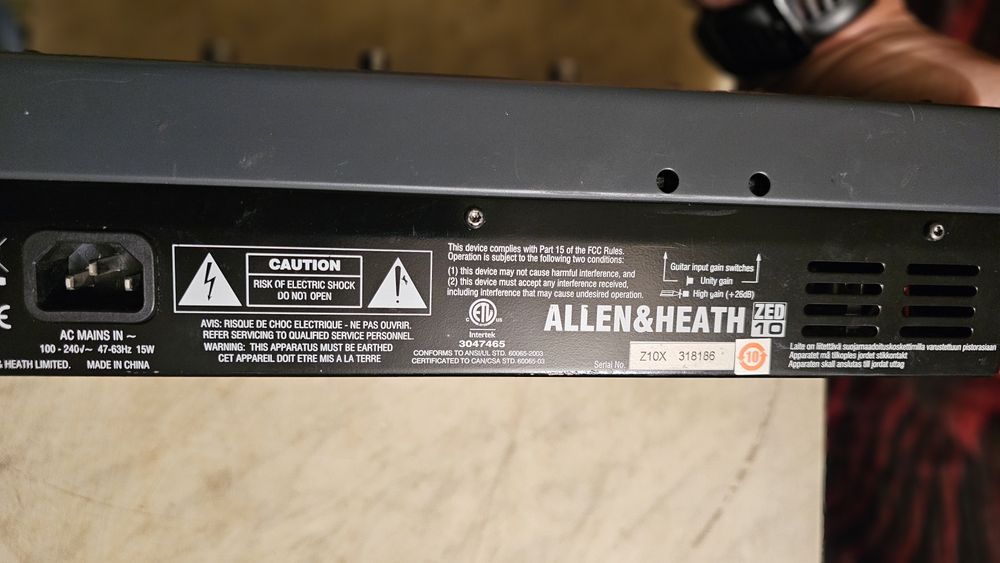 AC MAINS IN ~
100 - 240V~ 47-63Hz 15W
& HEATH LIMITED. MADE IN CHINA
CAUTION
RISK OF ELECTRIC SHOCK
DO NOT OPEN
AVIS: RISQUE DE CHOC ELECTRIQUE - NE PAS OUVRIR.
REFER SERVICING TO QUALIFIED SERVICE PERSONNEL.
WARNING: THIS APPARATUS MUST BE EARTHED
CET APPAREIL DOIT ETRE MIS A LA TERRE
This device complies with Part 15 of the FCC Rules.
Operation is subject to the following two conditions:
(1) this device may not cause harmful interference, and
(2) this device must accept any interference received,
including interference that may cause undesired operation.
C ETL US
Intertek
3047465
CONFORMS TO ANSI/UL STD. 60065-2003
CERTIFIED TO CAN/CSA STD. 60065-03
Guitar input gain switches
Unity gain
High gain (+26dB)
ALLEN&HEATH ZED 10
Serial No. Z10X 318186
10
Laite on liitettävä suojamaadoituskoskettimilla varustettuun pistorasiaan
Apparatet må tilkoples jordet stikkontakt
Apparaten skall anslutas till jordat uttag